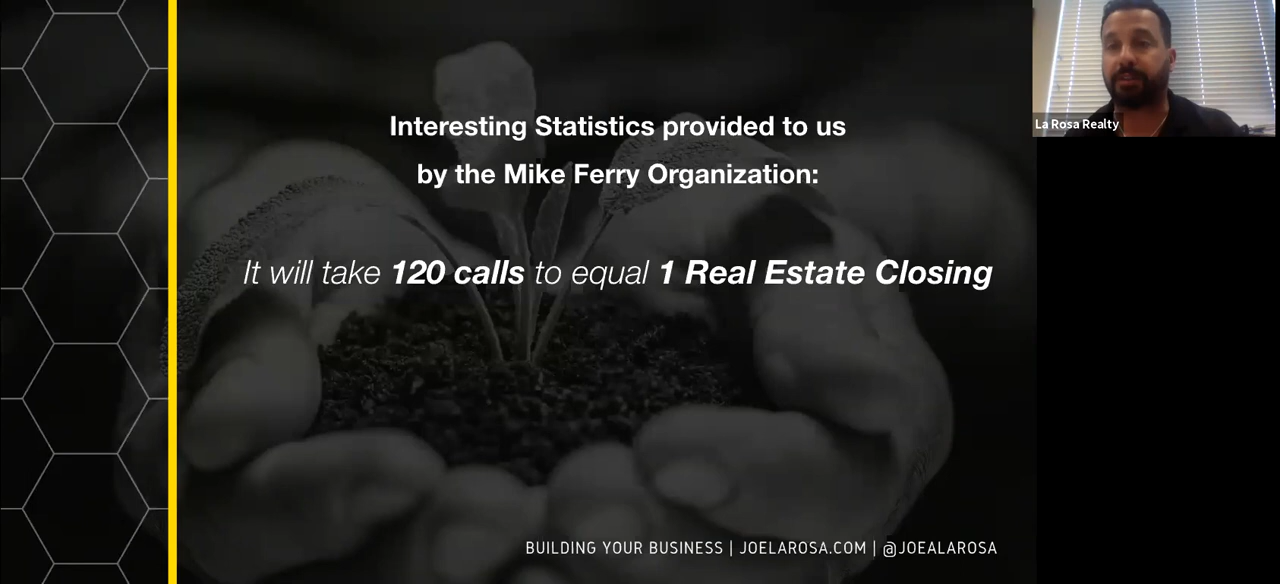 Interesting Statistics provided to us
by the Mike Ferry Organization:
It will take 120 calls to equal 1 Real Estate Closing
BUILDING YOUR BUSINESS | JOELAROSA.COM | @JOEALAROSA
La Rosa Realty